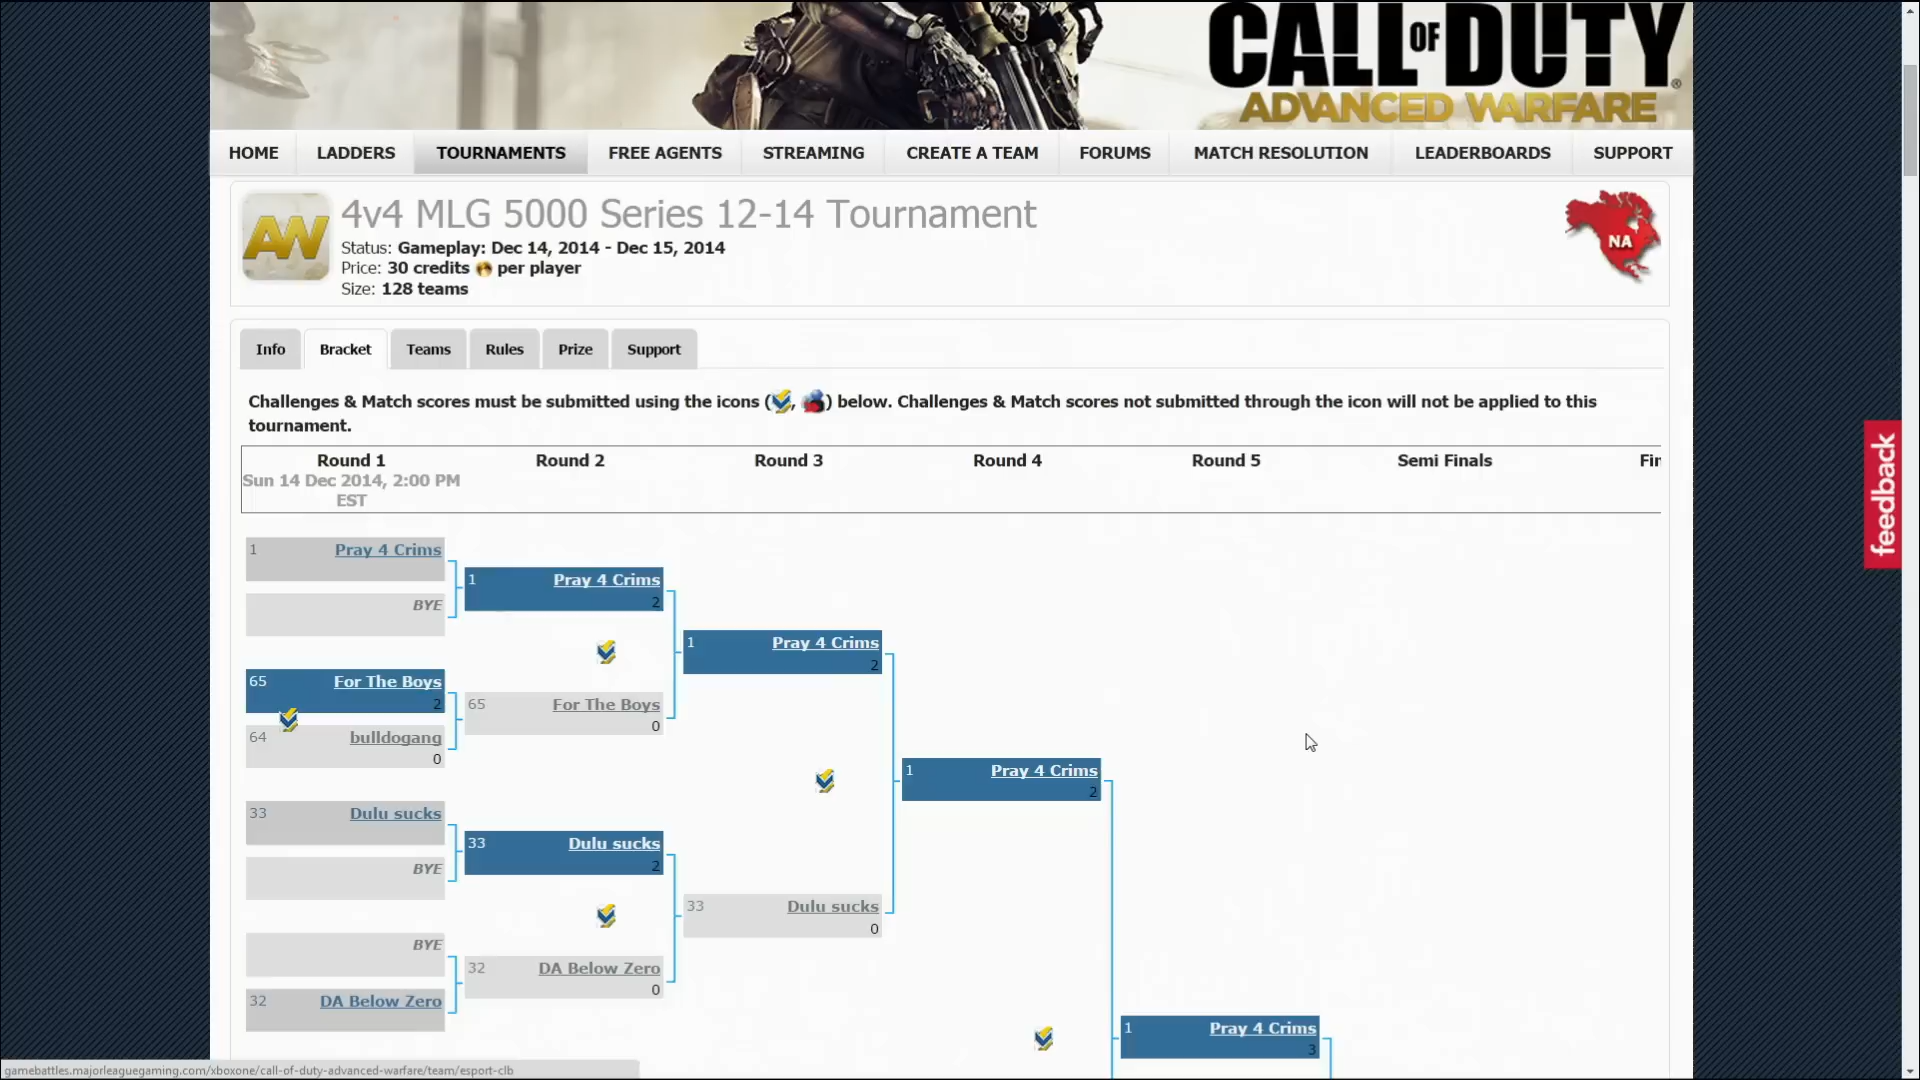 CALL OF DUTY®
ADVANCED WARFARE
HOME LADDERS TOURNAMENTS FREE AGENTS STREAMING CREATE A TEAM FORUMS MATCH RESOLUTION LEADERBOARDS SUPPORT
AW
4v4 MLG 5000 Series 12-14 Tournament
Status: Gameplay: Dec 14, 2014 - Dec 15, 2014
Price: 30 credits per player
Size: 128 teams
NA
Info Bracket Teams Rules Prize Support
Challenges & Match scores must be submitted using the icons (, ) below. Challenges & Match scores not submitted through the icon will not be applied to this
tournament.
Round 1 Round 2 Round 3 Round 4 Round 5 Semi Finals Fin
Sun 14 Dec 2014, 2:00 PM
EST
1 Pray 4 Crims
BYE
65 For The Boys
2
64 bulldogang
0
33 Dulu sucks
BYE
BYE
32 DA Below Zero
1 Pray 4 Crims
2
65 For The Boys
0
33 Dulu sucks
2
32 DA Below Zero
0
1 Pray 4 Crims
2
33 Dulu sucks
0
1 Pray 4 Crims
2
1 Pray 4 Crims
3
feedback
gamebattles.majorleaguegaming.com/xboxone/call-of-duty-advanced-warfare/team/esport-clb